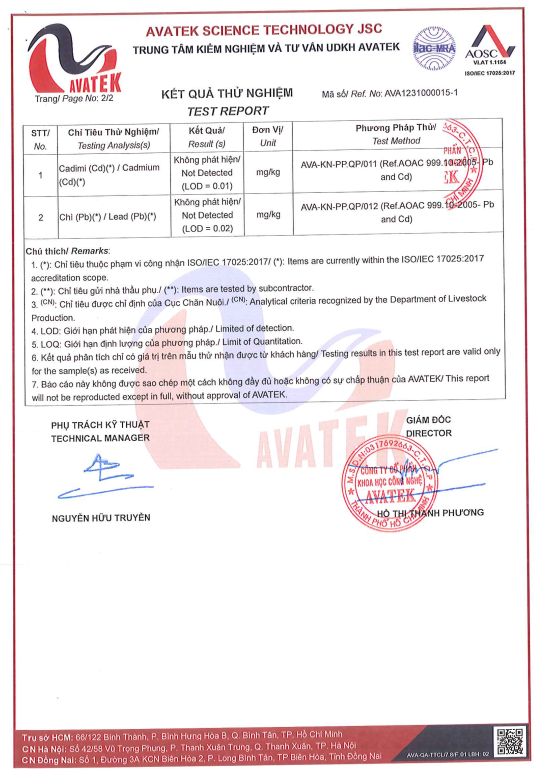 AVATEK SCIENCE TECHNOLOGY JSC
TRUNG TÂM KIỂM NGHIỆM VÀ TƯ VẤN UDKH AVATEK
AVATEK
ilac-MRA
AOSC
VLAT 1.1154
ISO/IEC 17025:2017
Trang/ Page No: 2/2
KẾT QUẢ THỬ NGHIỆM
Mã số/ Ref. No: AVA1231000015-1
TEST REPORT
STT/ No.
Chỉ Tiêu Thử Nghiệm/ Testing Analysis(s)
Kết Quả/ Result (s)
Đơn Vị/ Unit
Phương Pháp Thử/ Test Method
1
Cadimi (Cd)(*) / Cadmium (Cd)(*)
Không phát hiện/ Not Detected (LOD = 0.01)
mg/kg
AVA-KN-PP.QP/011 (Ref.AOAC 999.10-2005- Pb and Cd)
2
Chì (Pb)(*) / Lead (Pb)(*)
Không phát hiện/ Not Detected (LOD = 0.02)
mg/kg
AVA-KN-PP.QP/012 (Ref.AOAC 999.10-2005- Pb and Cd)
Chú thích/ Remarks:
1. (*): Chỉ tiêu thuộc phạm vi công nhận ISO/IEC 17025:2017/ (*): Items are currently within the ISO/IEC 17025:2017
accreditation scope.
2. (**): Chỉ tiêu gửi nhà thầu phụ./ (**): Items are tested by subcontractor.
3. (CN): Chỉ tiêu được chỉ định của Cục Chăn Nuôi./ (CN): Analytical criteria recognized by the Department of Livestock
Production.
4. LOD: Giới hạn phát hiện của phương pháp./ Limited of detection.
5. LOQ: Giới hạn định lượng của phương pháp./ Limit of Quantitation.
6. Kết quả phân tích chỉ có giá trị trên mẫu thử nhận được từ khách hàng/ Testing results in this test report are valid only
for the sample(s) as received.
7. Báo cáo này không được sao chép một cách không đầy đủ hoặc không có sự chấp thuận của AVATEK/ This report
will not be reproduced except in full, without approval of AVATEK.
PHỤ TRÁCH KỸ THUẬT
TECHNICAL MANAGER
GIÁM ĐỐC
DIRECTOR
AVATEK
M.S.D.N:0317692663-C.T.C.P
CÔNG TY CỔ PHẦN
KHOA HỌC CÔNG NGHỆ
AVATEK
THÀNH PHỐ HỒ CHÍ MINH
NGUYỄN HỮU TRUYỀN
HỒ THỊ THANH PHƯƠNG
Trụ sở HCM: 66/122 Bình Thành, P. Bình Hưng Hòa B, Q. Bình Tân, TP. Hồ Chí Minh
CN Hà Nội: Số 42/58 Vũ Trọng Phụng, P. Thanh Xuân Trung, Q. Thanh Xuân, TP. Hà Nội
CN Đồng Nai: Số 1, Đường 3A KCN Biên Hòa 2, P. Long Bình Tân, TP Biên Hòa, Tỉnh Đồng Nai
AVA-QA-TTCL/7.8/F.01 LBH: 02